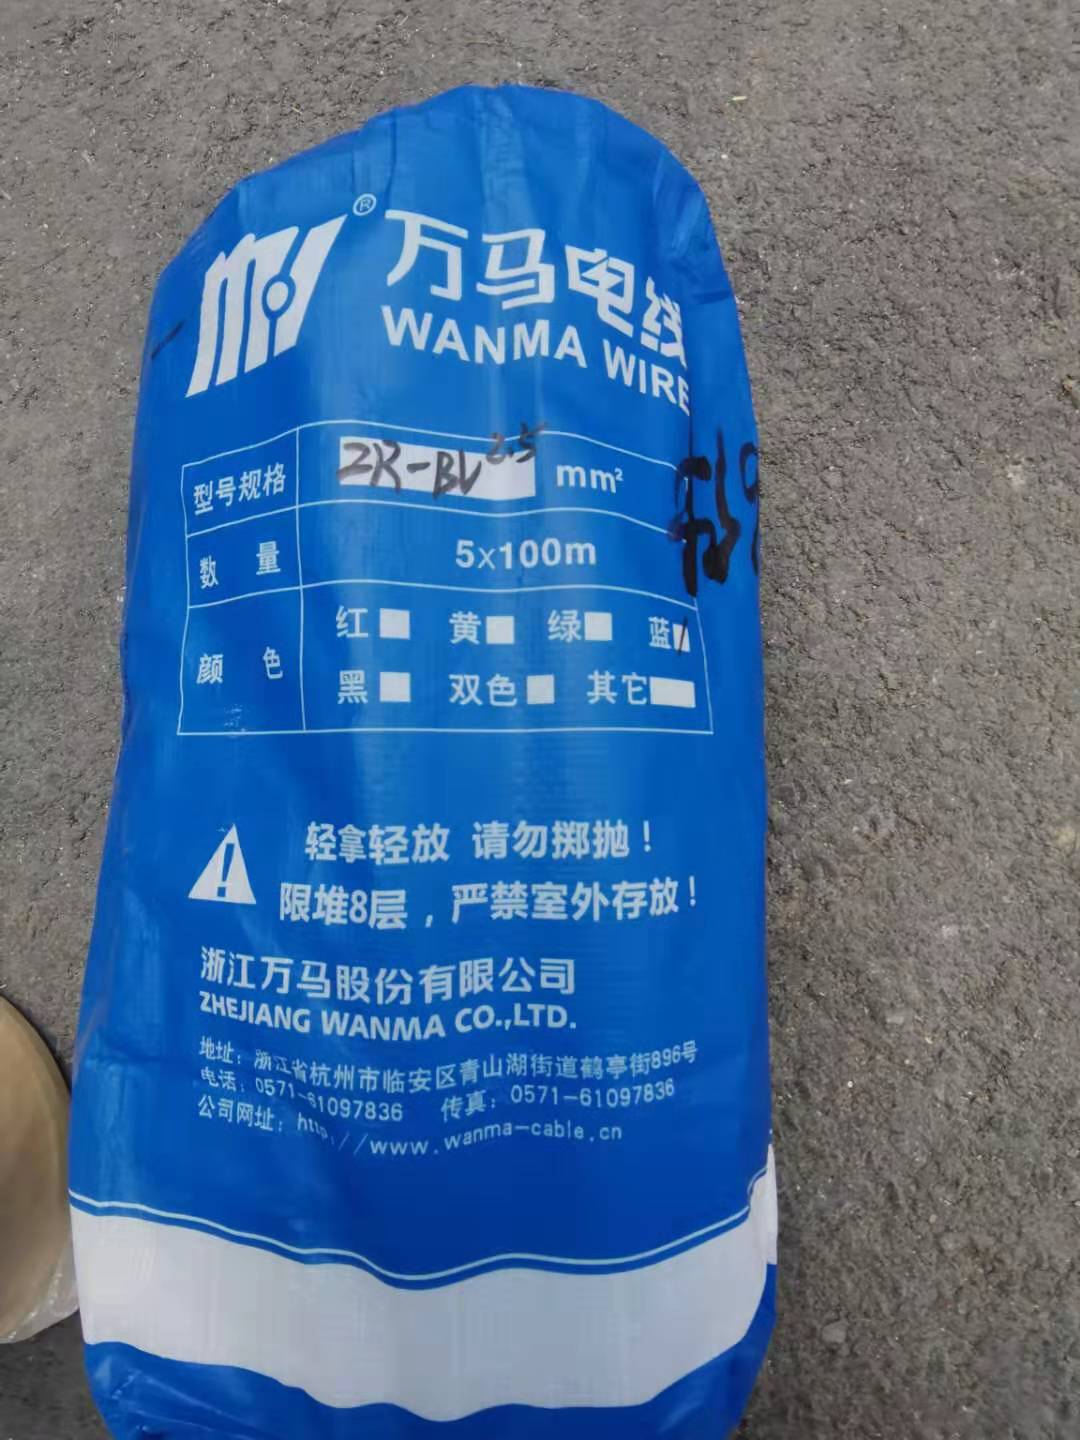 ®
万马电线
WANMA WIRE
型号规格 ZR-BV 2.5 mm²
数 量 5x100m
颜 色 红 黄 绿 蓝
黑 双色 其它
轻拿轻放 请勿掷抛！
限堆8层，严禁室外存放！
浙江万马股份有限公司
ZHEJIANG WANMA CO.,LTD.
地址：浙江省杭州市临安区青山湖街道鹤亭街896号
电话：0571-61097836 传真：0571-61097836
公司网址：http://www.wanma-cable.cn